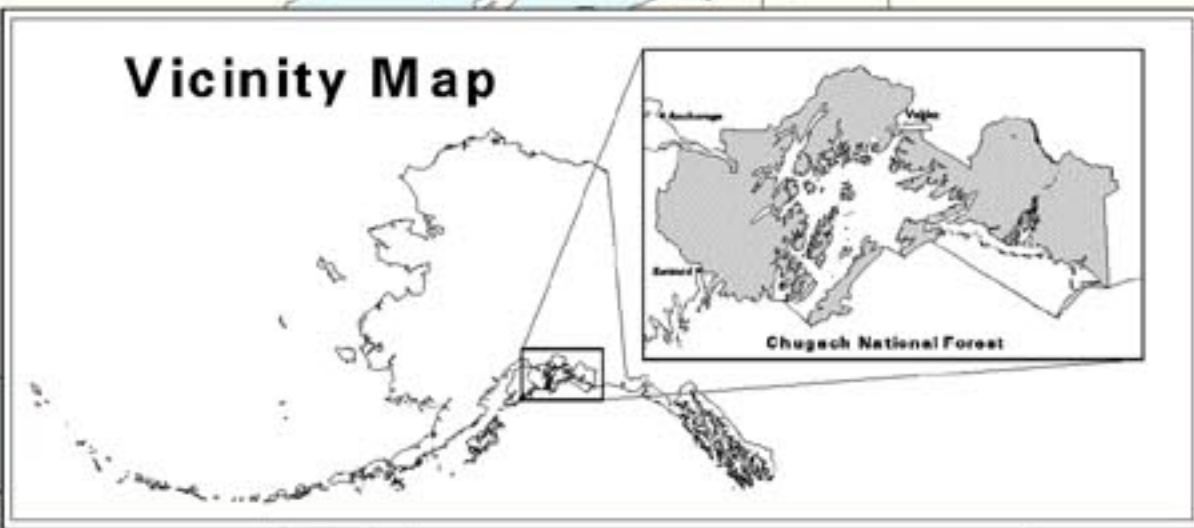 Vicinity Map
Anchorage
Valdez
Seward
Chugach National Forest